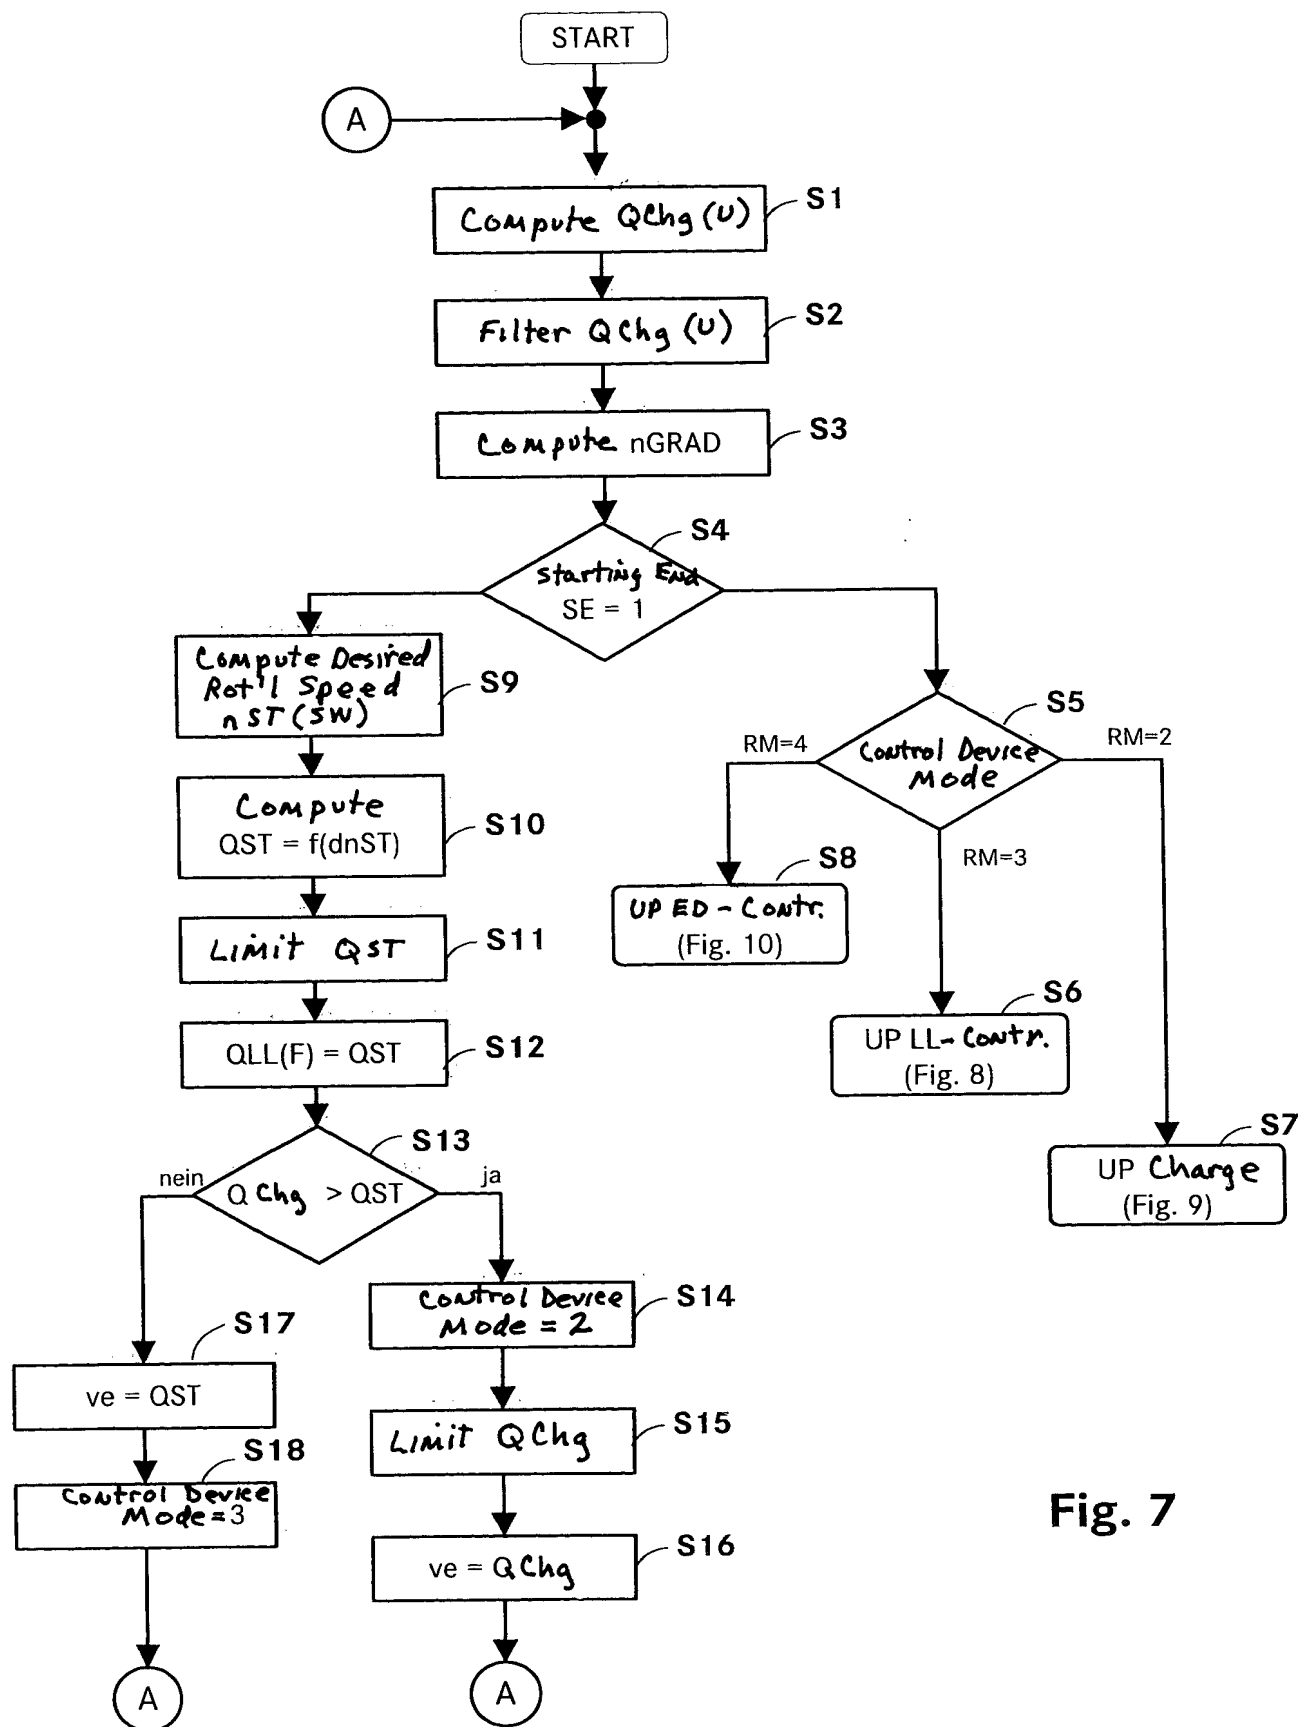 START
A
Compute QChg (U)
S1
Filter QChg (U)
S2
Compute nGRAD
S3
S4
Starting End
SE = 1
Compute Desired
Rot'l Speed
nST (SW)
S9
S5
RM=4
Control Device
Mode
RM=2
Compute
QST = f(dnST)
S10
RM=3
S8
UP ED - Contr.
(Fig. 10)
Limit QST
S11
S6
UP LL - Contr.
(Fig. 8)
QLL(F) = QST
S12
S7
UP Charge
(Fig. 9)
S13
nein
QChg > QST
ja
Control Device
Mode = 2
S14
S17
ve = QST
Limit QChg
S15
S18
Control Device
Mode = 3
ve = QChg
S16
Fig. 7
A
A